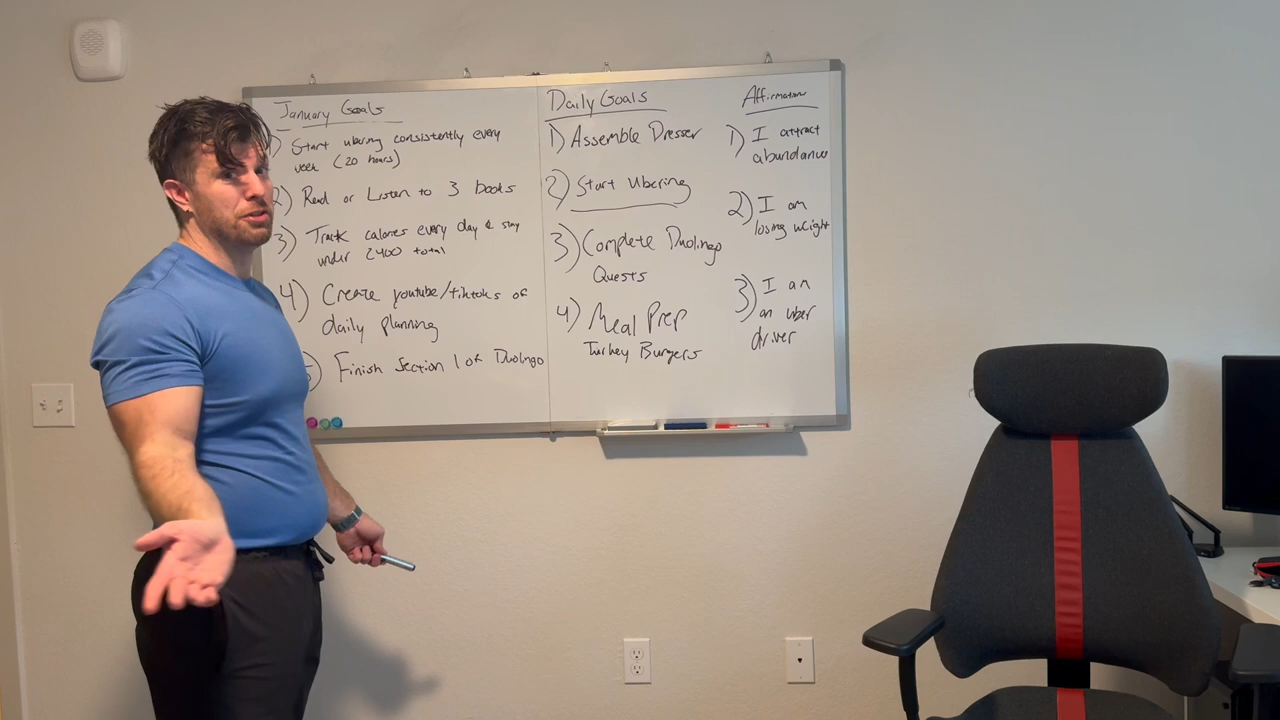 January Goals
1) Start ubering consistently every
week (20 hours)
2) Read or Listen to 3 books
3) Track calories every day & stay
under 2400 total
4) Create youtube/tiktoks of
daily planning
5) Finish Section 1 of Duolingo
Daily Goals
1) Assemble Dresser
2) Start Ubering
3) Complete Duolingo
Quests
4) Meal Prep
Turkey Burgers
Affirmation
1) I attract
abundance
2) I am
losing weight
3) I am
an uber
driver